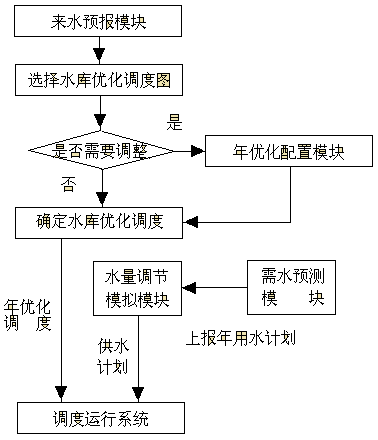 来水预报模块
选择水库优化调度图
是
是否需要调整
年优化配置模块
否
确定水库优化调度
水量调节
模拟模块
需水预测
模 块
年优化
调 度
供水
计划
上报年用水计划
调度运行系统